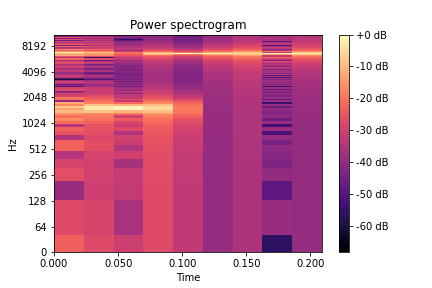 Power spectrogram
8192
4096
2048
1024
512
256
128
64
0
Hz
0.000 0.050 0.100 0.150 0.200
Time
+0 dB
-10 dB
-20 dB
-30 dB
-40 dB
-50 dB
-60 dB